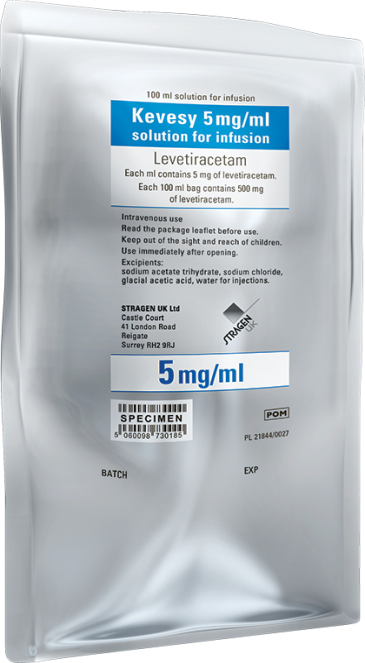 100 ml solution for infusion
Kevesy 5mg/ml
solution for infusion
Levetiracetam
Each ml contains 5 mg of levetiracetam.
Each 100 ml bag contains 500 mg
of levetiracetam.
Intravenous use
Read the package leaflet before use.
Keep out of the sight and reach of children.
Use immediately after opening.
Excipients:
sodium acetate trihydrate, sodium chloride,
glacial acetic acid, water for injections.
STRAGEN UK Ltd
Castle Court
41 London Road
Reigate
Surrey RH2 9RJ
STRAGEN
UK
5 mg/ml
SPECIMEN
5 060098 730185
POM
PL 21844/0027
BATCH
EXP